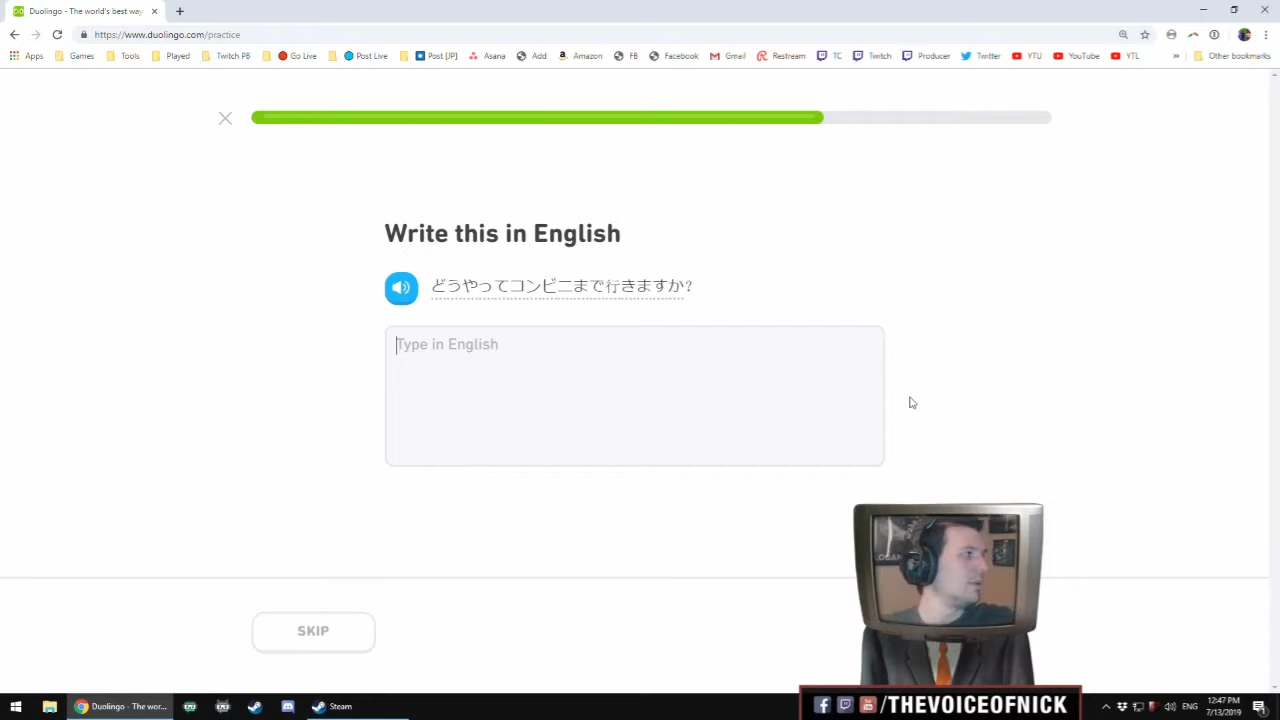 Duolingo - The world's best way
https://www.duolingo.com/practice
Apps Games Tools Played Twitch PB Go Live Post Live Post [JP] Asana Add Amazon FB Facebook Gmail Restream TC Twitch Producer Twitter YTU YouTube YTL » Other bookmarks
Write this in English
どうやってコンビニまで行きますか?
Type in English
SKIP
/THEVOICEOFNICK
Duolingo - The wor...
Steam
ENG
12:47 PM
7/13/2019